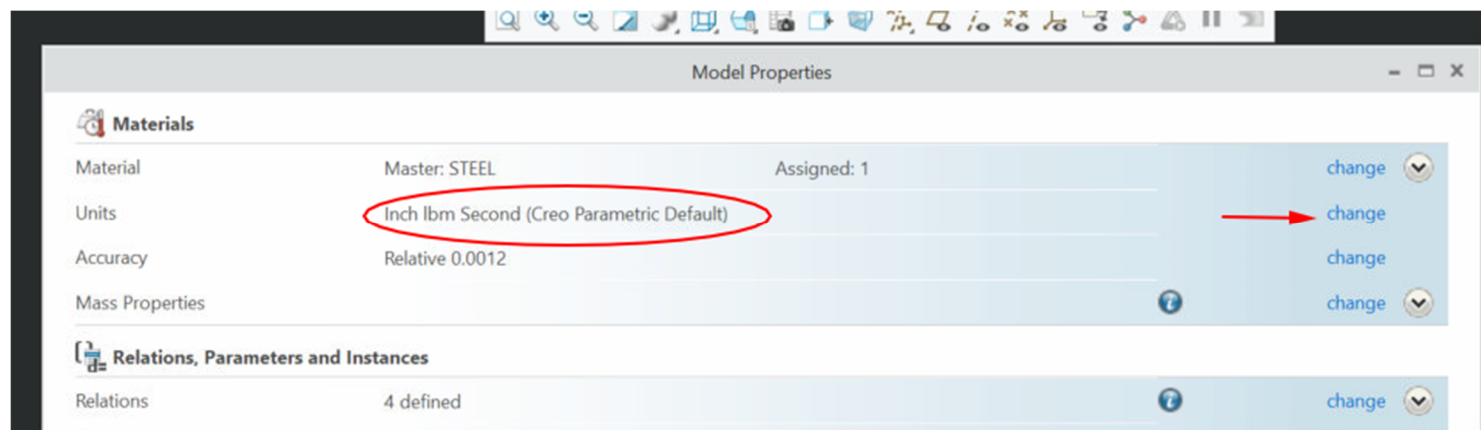 Model Properties
Materials
Material Master: STEEL Assigned: 1 change
Units Inch lbm Second (Creo Parametric Default) change
Accuracy Relative 0.0012 change
Mass Properties change
Relations, Parameters and Instances
Relations 4 defined change